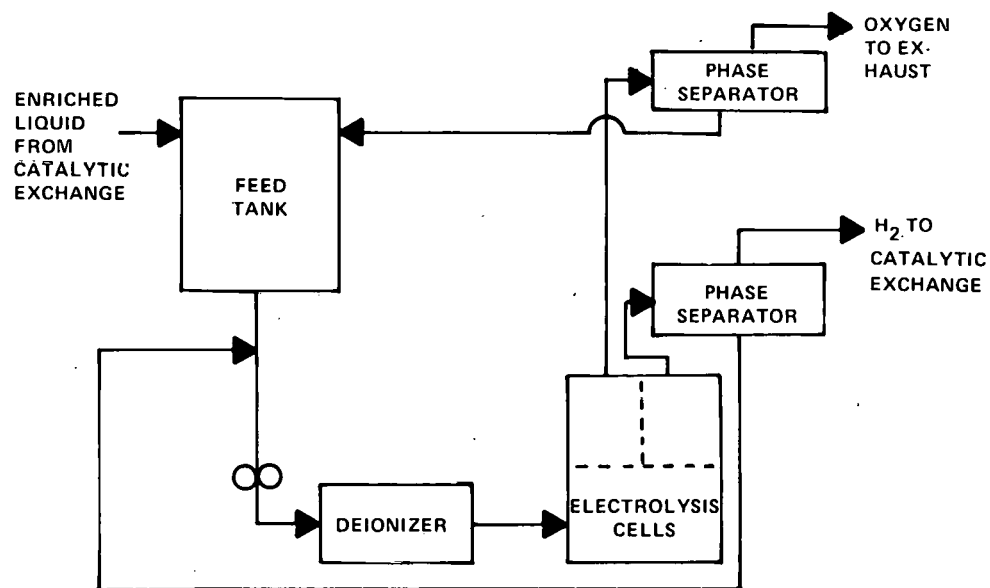 OXYGEN
TO EX-
HAUST
PHASE
SEPARATOR
ENRICHED
LIQUID
FROM
CATALYTIC
EXCHANGE
FEED
TANK
H2 TO
CATALYTIC
EXCHANGE
PHASE
SEPARATOR
DEIONIZER
ELECTROLYSIS
CELLS